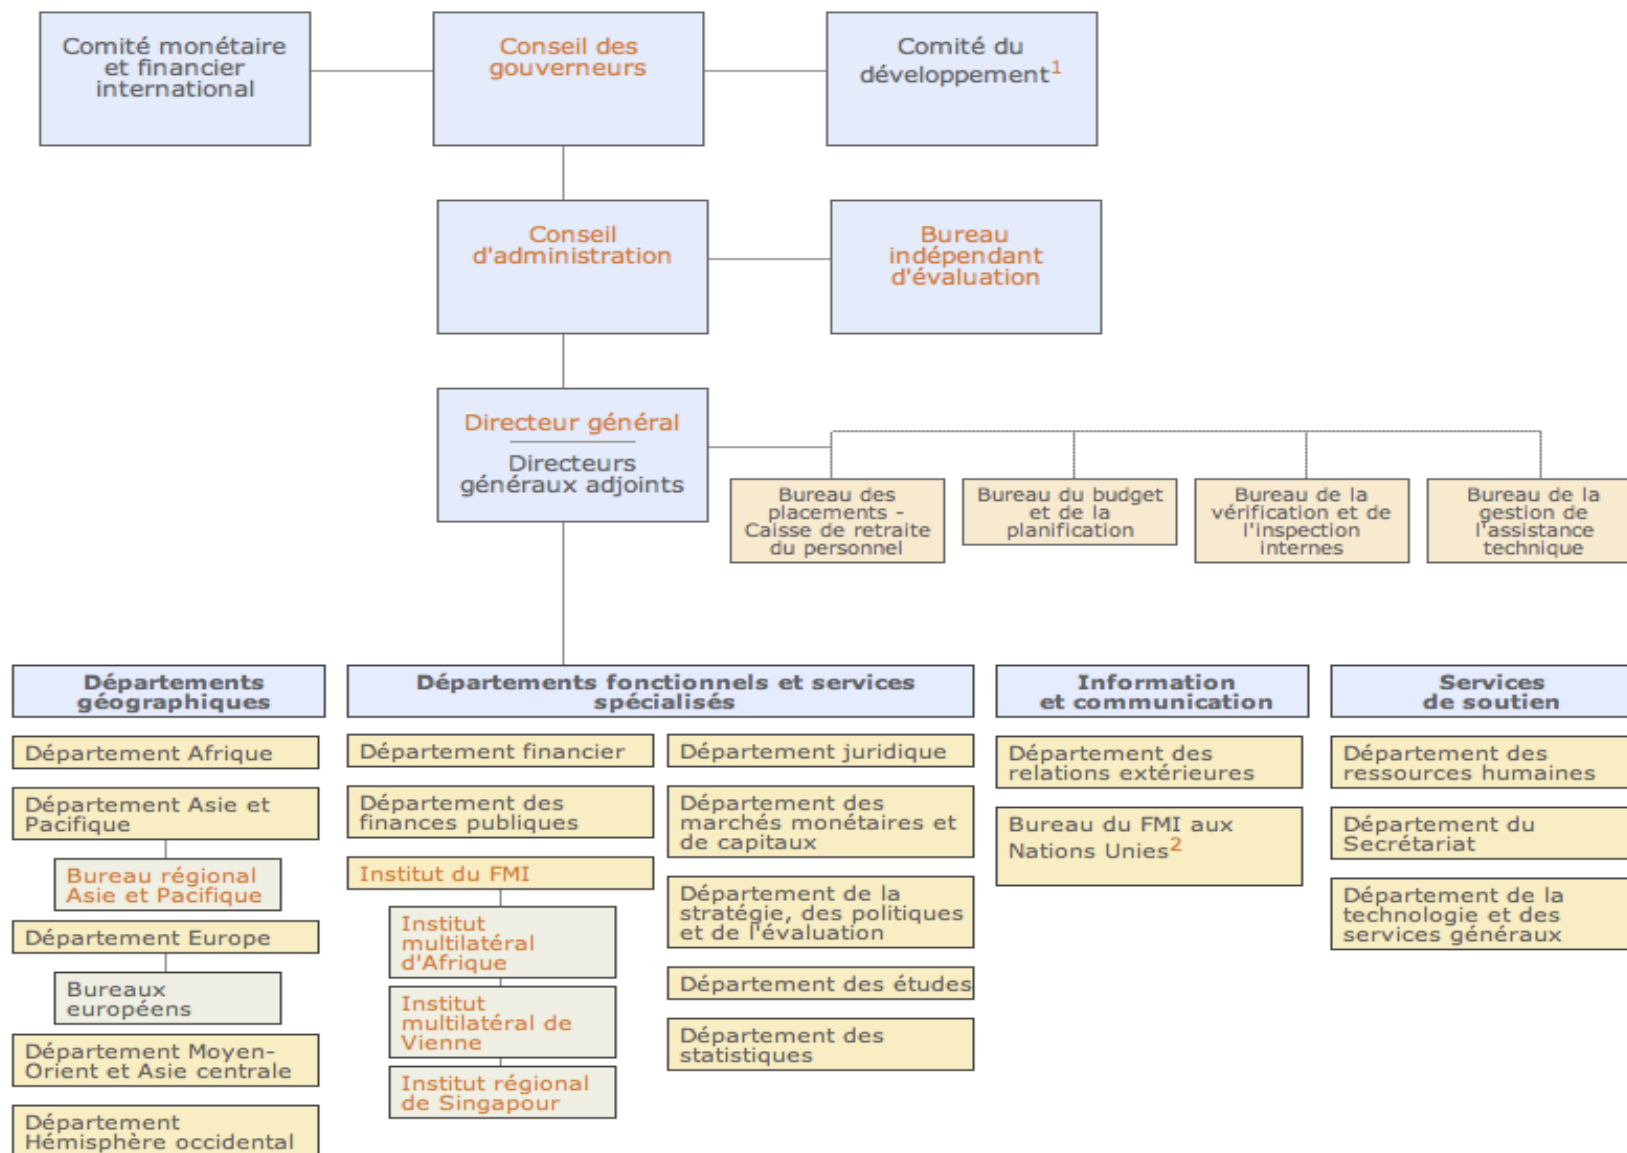 Comité monétaire
et financier
international
Conseil des
gouverneurs
Comité du
développement1
Conseil
d'administration
Bureau
indépendant
d'évaluation
Directeur général
Directeurs
généraux adjoints
Bureau des
placements -
Caisse de retraite
du personnel
Bureau du budget
et de la
planification
Bureau de la
vérification et de
l'inspection
internes
Bureau de la
gestion de
l'assistance
technique
Départements
géographiques
Département Afrique
Département Asie et
Pacifique
Bureau régional
Asie et Pacifique
Département Europe
Bureaux
européens
Département Moyen-
Orient et Asie centrale
Département
Hémisphère occidental
Départements fonctionnels et services
spécialisés
Département financier
Département des
finances publiques
Institut du FMI
Institut
multilatéral
d'Afrique
Institut
multilatéral de
Vienne
Institut régional
de Singapour
Département juridique
Département des
marchés monétaires et
de capitaux
Département de la
stratégie, des politiques
et de l'évaluation
Département des études
Département des
statistiques
Information
et communication
Département des
relations extérieures
Bureau du FMI aux
Nations Unies2
Services
de soutien
Département des
ressources humaines
Département du
Secrétariat
Département de la
technologie et des
services généraux